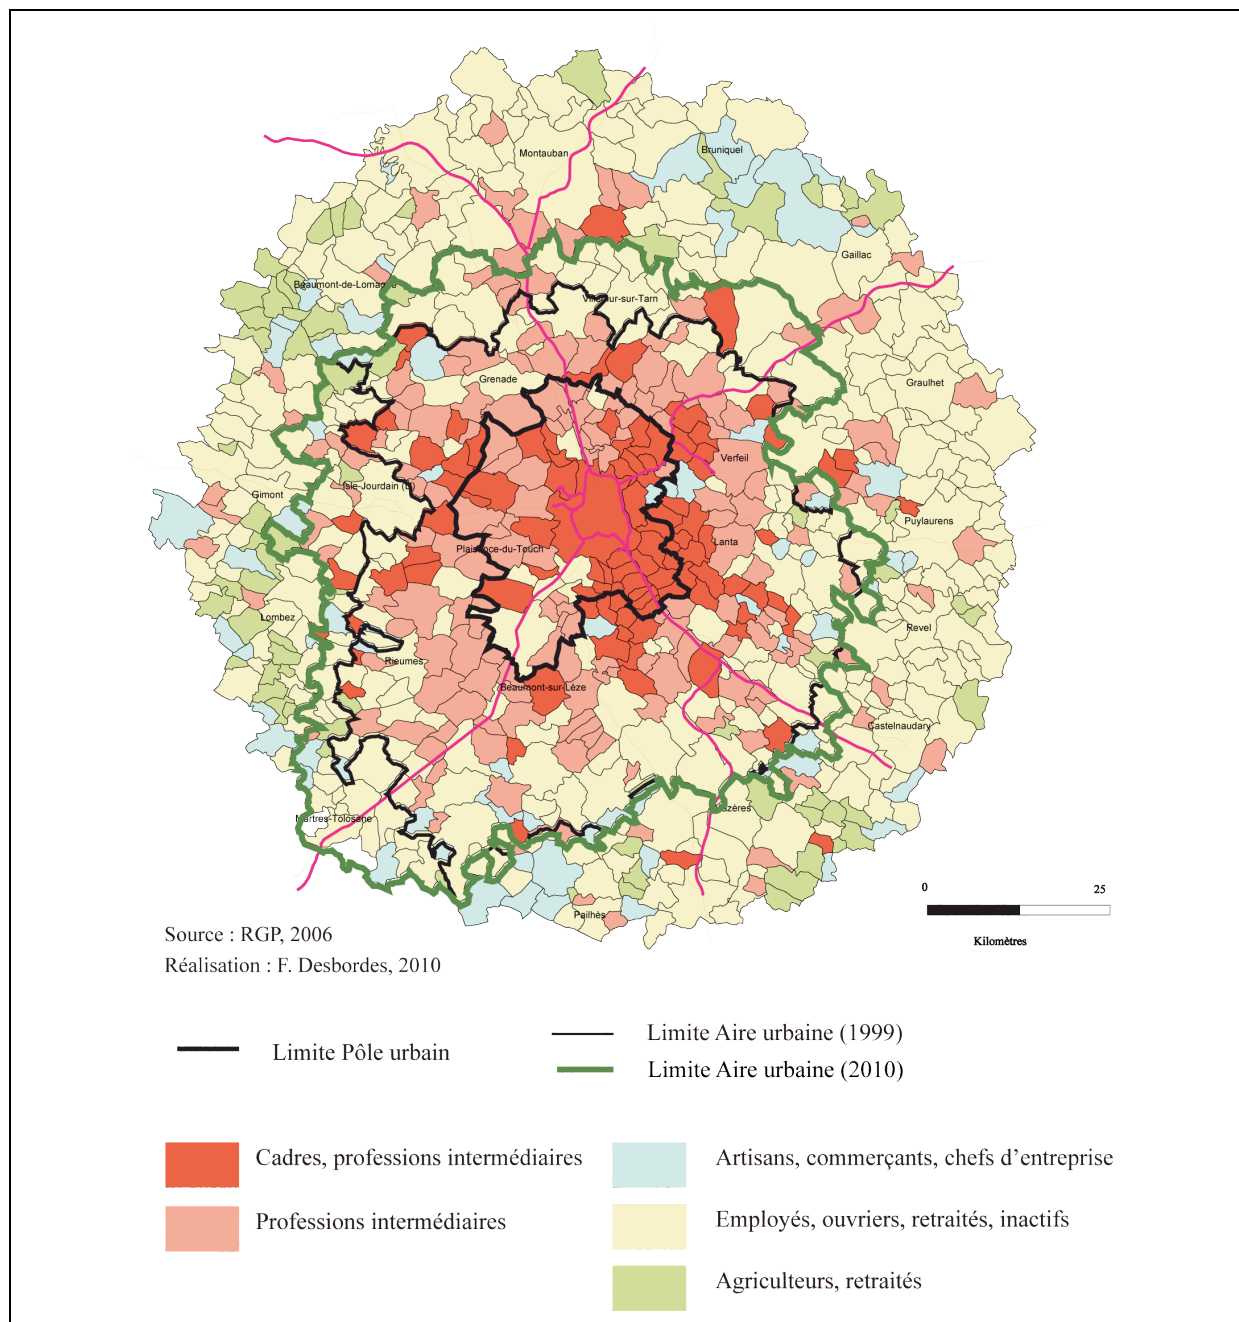 Montauban
Bruniquel
Gaillac
Beaumont-de-Lomagne
Villemur-sur-Tarn
Grenade
Graulhet
Verfeil
Gimont
Isle-Jourdain (L')
Puylaurens
Plaisance-du-Touch
Lanta
Lombez
Revel
Rieumes
Beaumont-sur-Lèze
Castelnaudary
Mazères
Martres-Tolosane
Pailhès
0 25
Kilomètres
Source : RGP, 2006
Réalisation : F. Desbordes, 2010
Limite Pôle urbain
Limite Aire urbaine (1999)
Limite Aire urbaine (2010)
Cadres, professions intermédiaires
Artisans, commerçants, chefs d’entreprise
Professions intermédiaires
Employés, ouvriers, retraités, inactifs
Agriculteurs, retraités